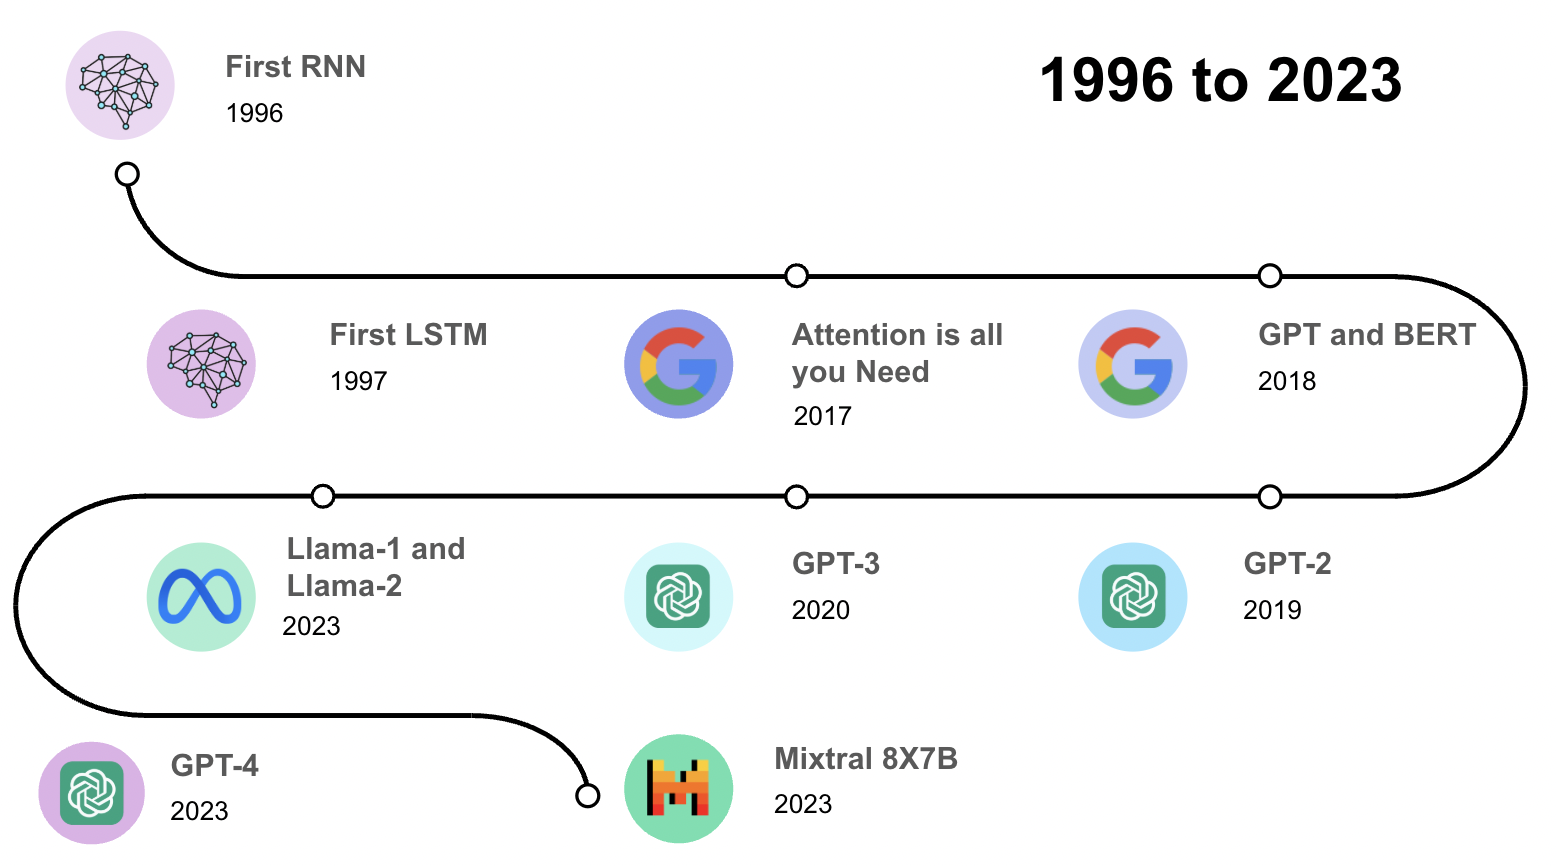 First RNN
1996
1996 to 2023
First LSTM
1997
Attention is all
you Need
2017
GPT and BERT
2018
Llama-1 and
Llama-2
2023
GPT-3
2020
GPT-2
2019
GPT-4
2023
Mixtral 8X7B
2023